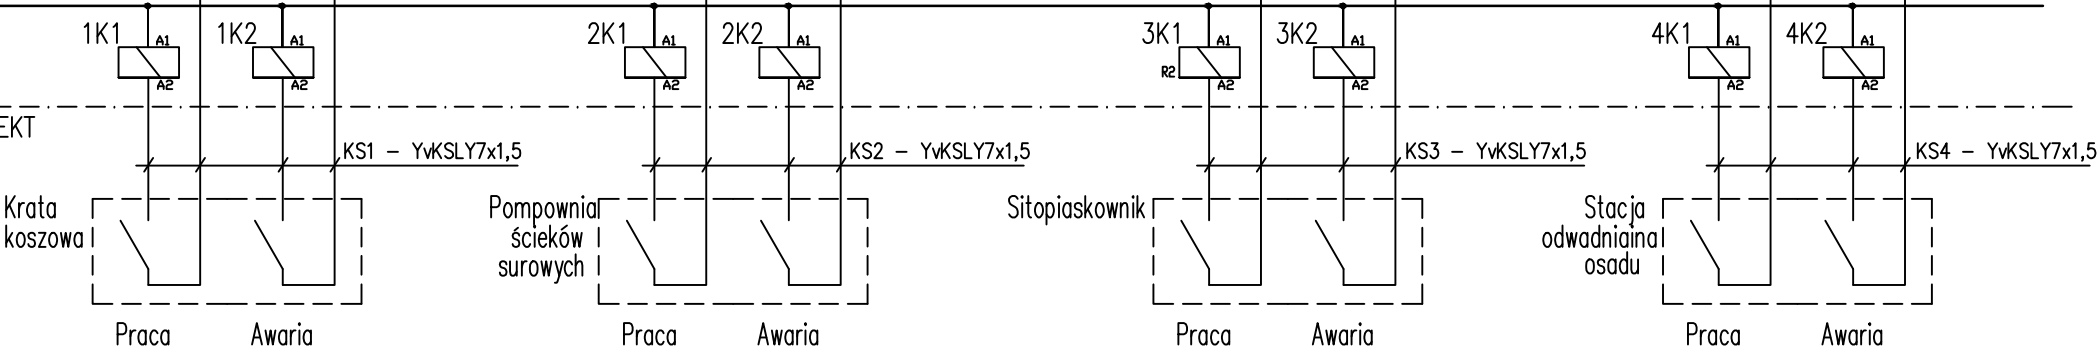 1K1 A1 1K2 A1 2K1 A1 2K2 A1 3K1 A1 3K2 A1 4K1 A1 4K2 A1
A2 A2 A2 A2 R2 A2 A2 A2 A2
EKT
KS1 - YvKSLY7x1,5 KS2 - YvKSLY7x1,5 KS3 - YvKSLY7x1,5 KS4 - YvKSLY7x1,5
Krata
koszowa
Pompownia
ścieków
surowych
Sitopiaskownik
Stacja
odwadniaina
osadu
Praca Awaria Praca Awaria Praca Awaria Praca Awaria